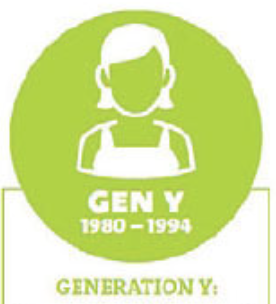 GEN Y
1980 – 1994
GENERATION Y: